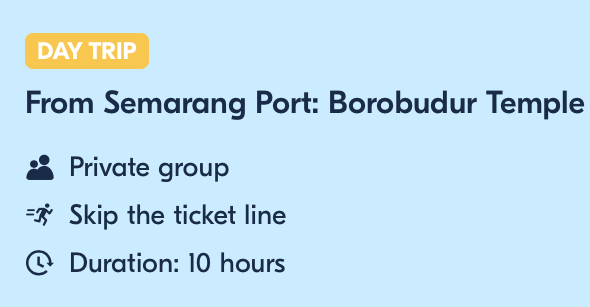 DAY TRIP
From Semarang Port: Borobudur Temple
Private group
Skip the ticket line
Duration: 10 hours